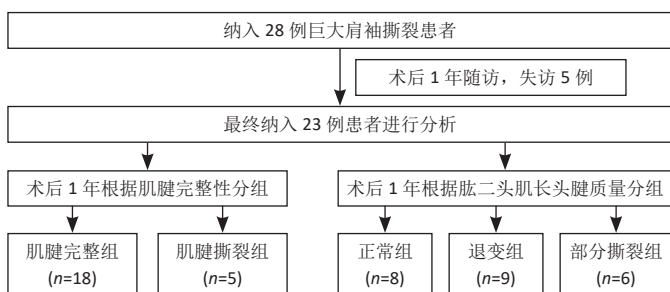 纳入 28 例巨大肩袖撕裂患者
术后 1 年随访，失访 5 例
最终纳入 23 例患者进行分析
术后 1 年根据肌腱完整性分组
术后 1 年根据肱二头肌长头腱质量分组
肌腱完整组
(n=18)
肌腱撕裂组
(n=5)
正常组
(n=8)
退变组
(n=9)
部分撕裂组
(n=6)